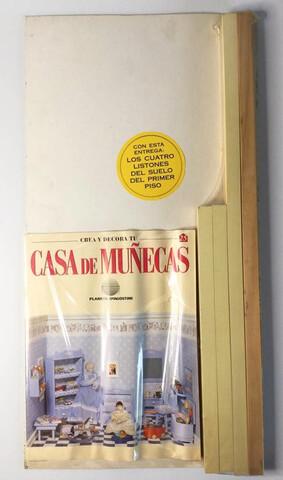 CON ESTA
ENTREGA:
LOS CUATRO
LISTONES
DEL SUELO
DEL PRIMER
PISO
CREA Y DECORA TU
25
CASA DE MUÑECAS
PLANETA DEAGOSTINI